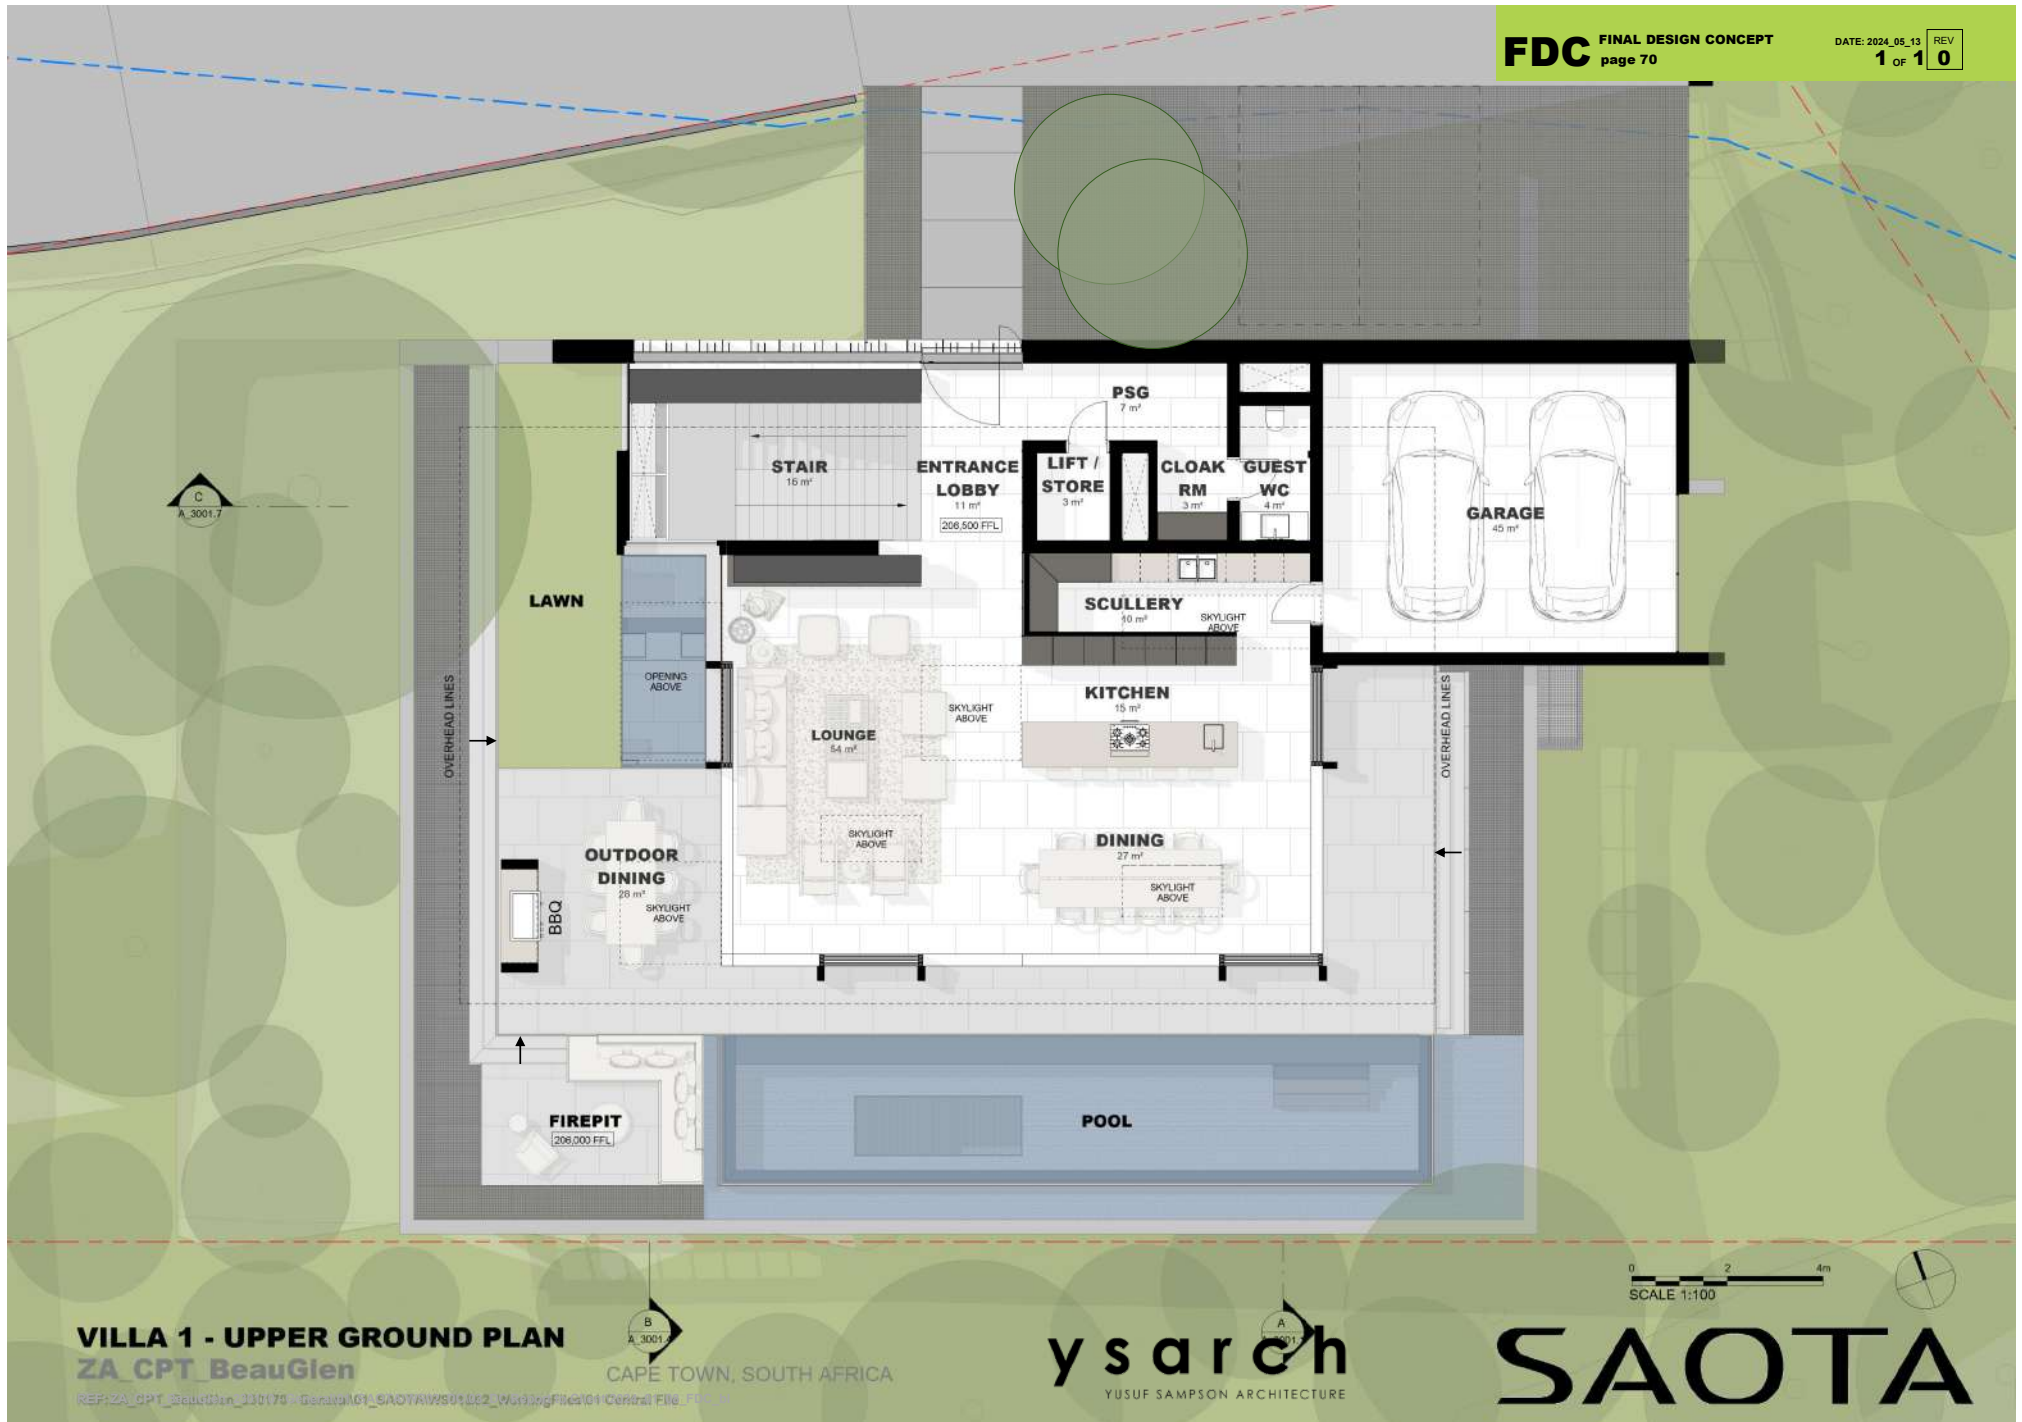 FDC
FINAL DESIGN CONCEPT
page 70
DATE: 2024_05_13
1 OF 1
REV
0
PSG
7 m²
STAIR
16 m²
ENTRANCE
LOBBY
11 m²
206,500 FFL
LIFT /
STORE
3 m²
CLOAK
RM
3 m²
GUEST
WC
4 m²
GARAGE
45 m²
C
A_3001.7
LAWN
SCULLERY
10 m²
SKYLIGHT
ABOVE
OPENING
ABOVE
OVERHEAD LINES
KITCHEN
15 m²
SKYLIGHT
ABOVE
LOUNGE
54 m²
OVERHEAD LINES
SKYLIGHT
ABOVE
DINING
27 m²
SKYLIGHT
ABOVE
OUTDOOR
DINING
28 m²
SKYLIGHT
ABOVE
BBQ
FIREPIT
206,000 FFL
POOL
0 2 4m
SCALE 1:100
B
A_3001.4
A
VILLA 1 - UPPER GROUND PLAN
ZA_CPT_BeauGlen
CAPE TOWN, SOUTH AFRICA
ysarch
YUSUF SAMPSON ARCHITECTURE
SAOTA